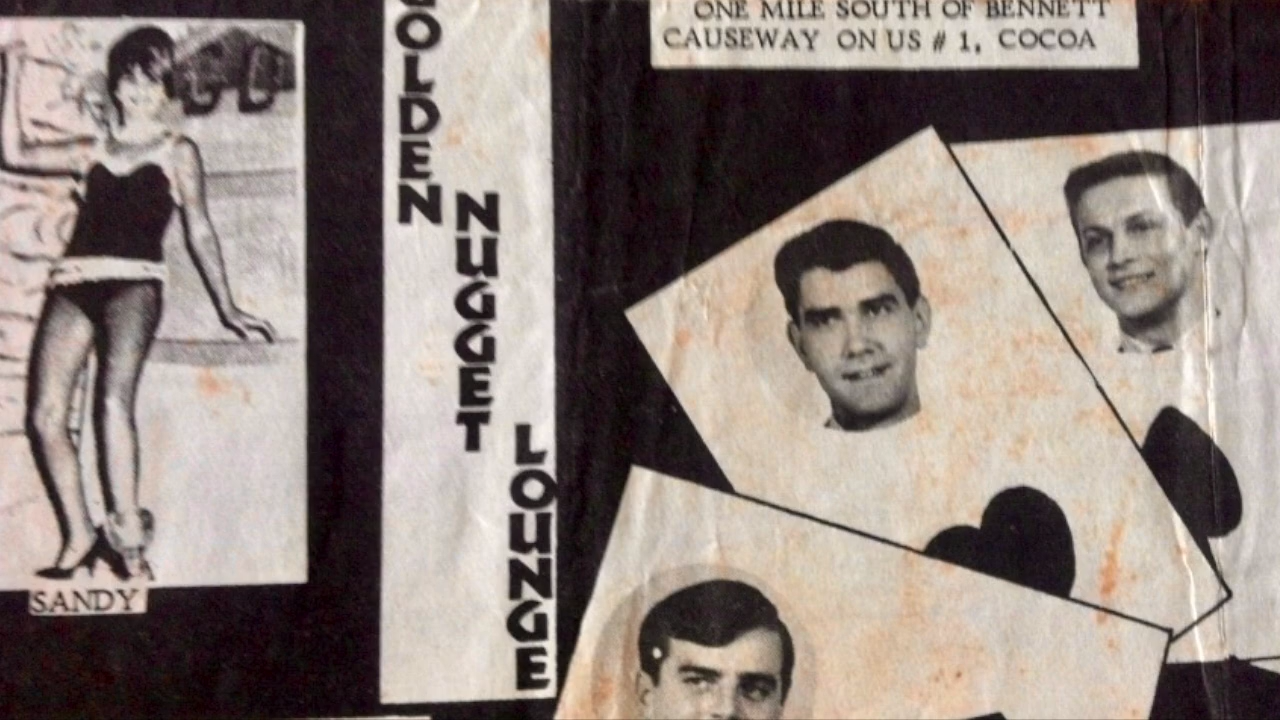 ONE MILE SOUTH OF BENNETT
CAUSEWAY ON US # 1, COCOA
OLDEN
NUGGET
LOUNGE
SANDY